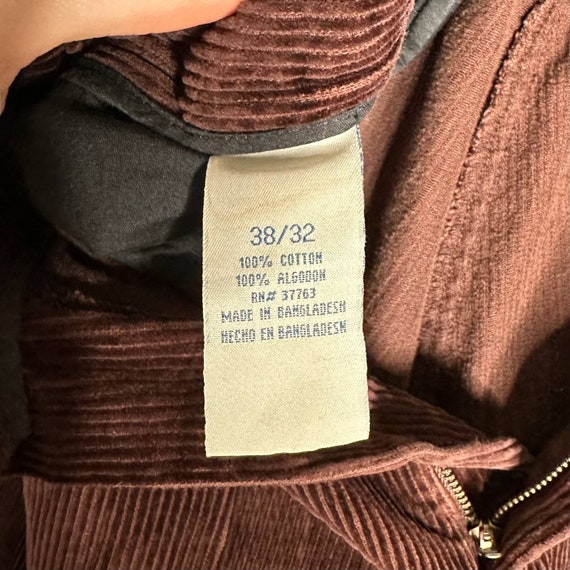 38/32
100% COTTON
100% ALGODON
RN# 37763
MADE IN BANGLADESH
HECHO EN BANGLADESH